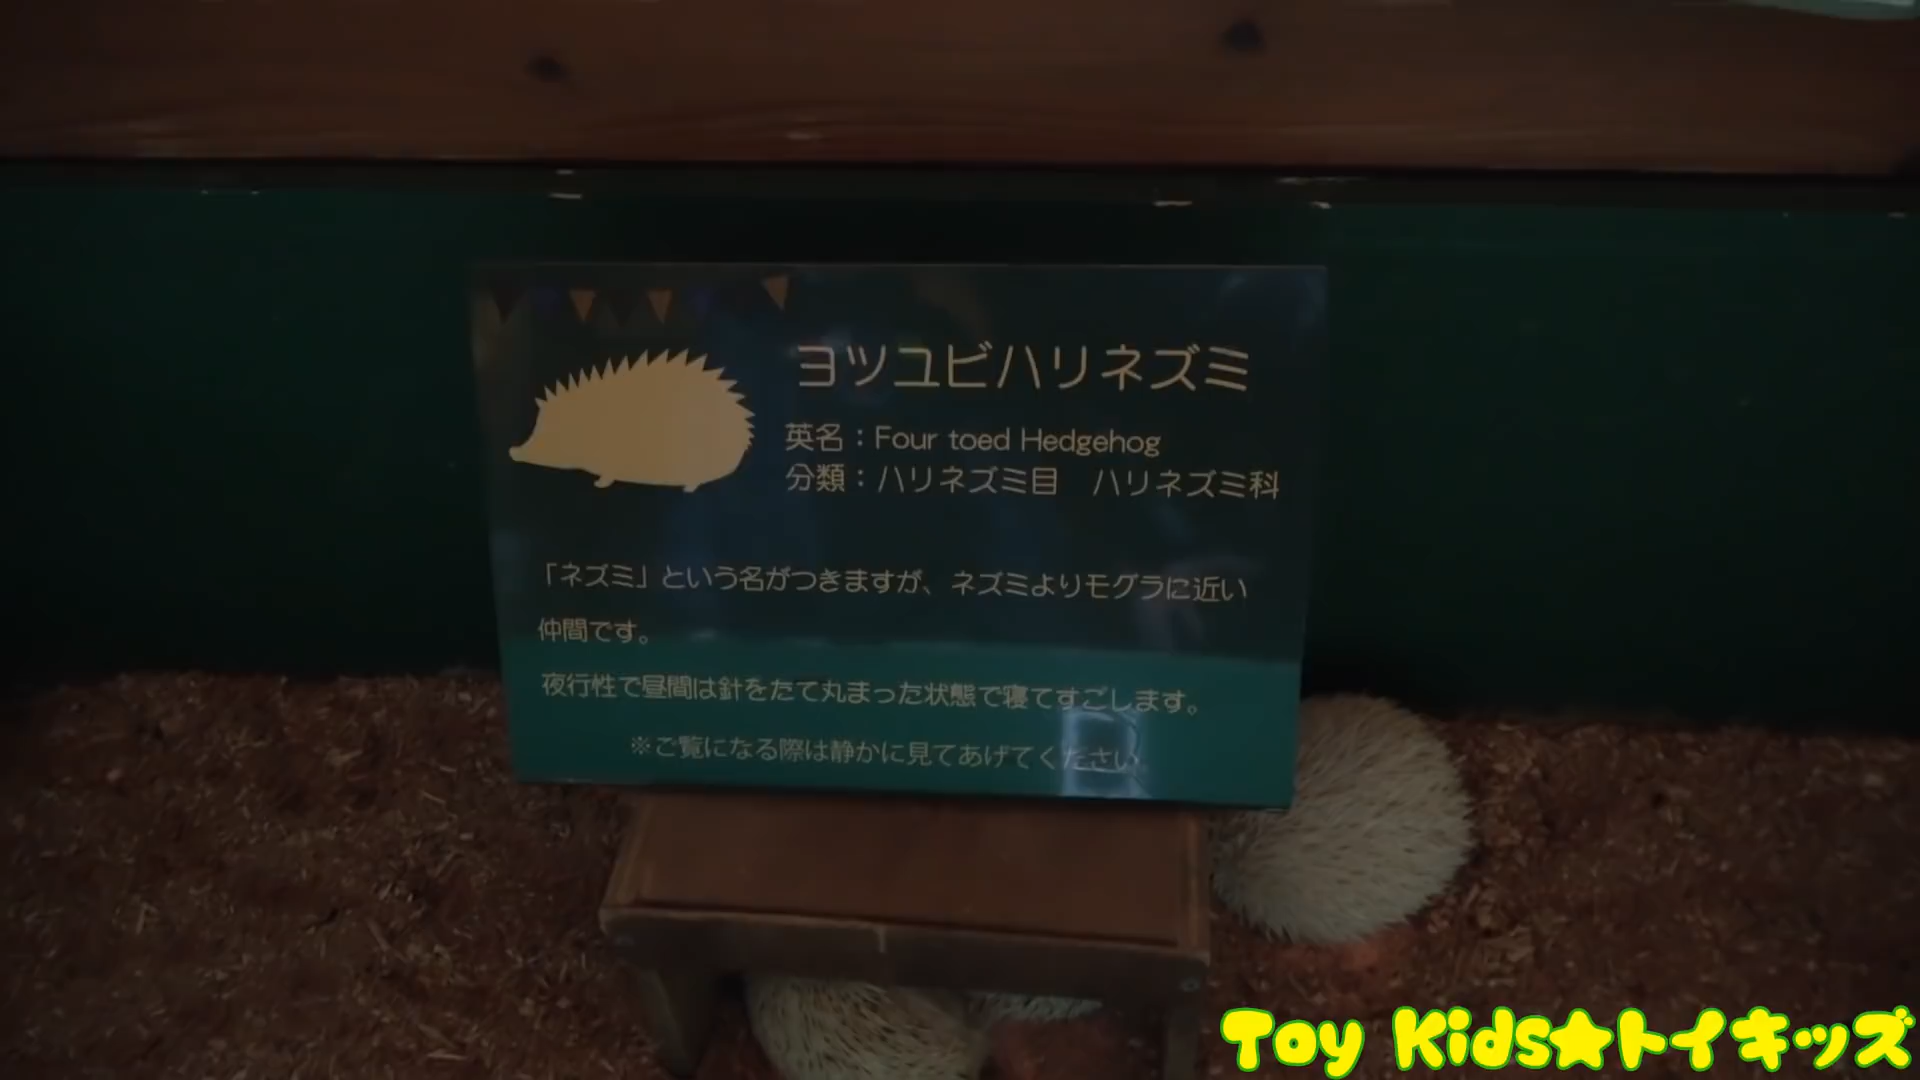 ヨツユビハリネズミ
英名：Four toed Hedgehog
分類：ハリネズミ目　ハリネズミ科
「ネズミ」という名がつきますが、ネズミよりモグラに近い
仲間です。
夜行性で昼間は針をたて丸まった状態で寝てすごします。
※ご覧になる際は静かに見てあげてください
Toy Kids★トイキッズ